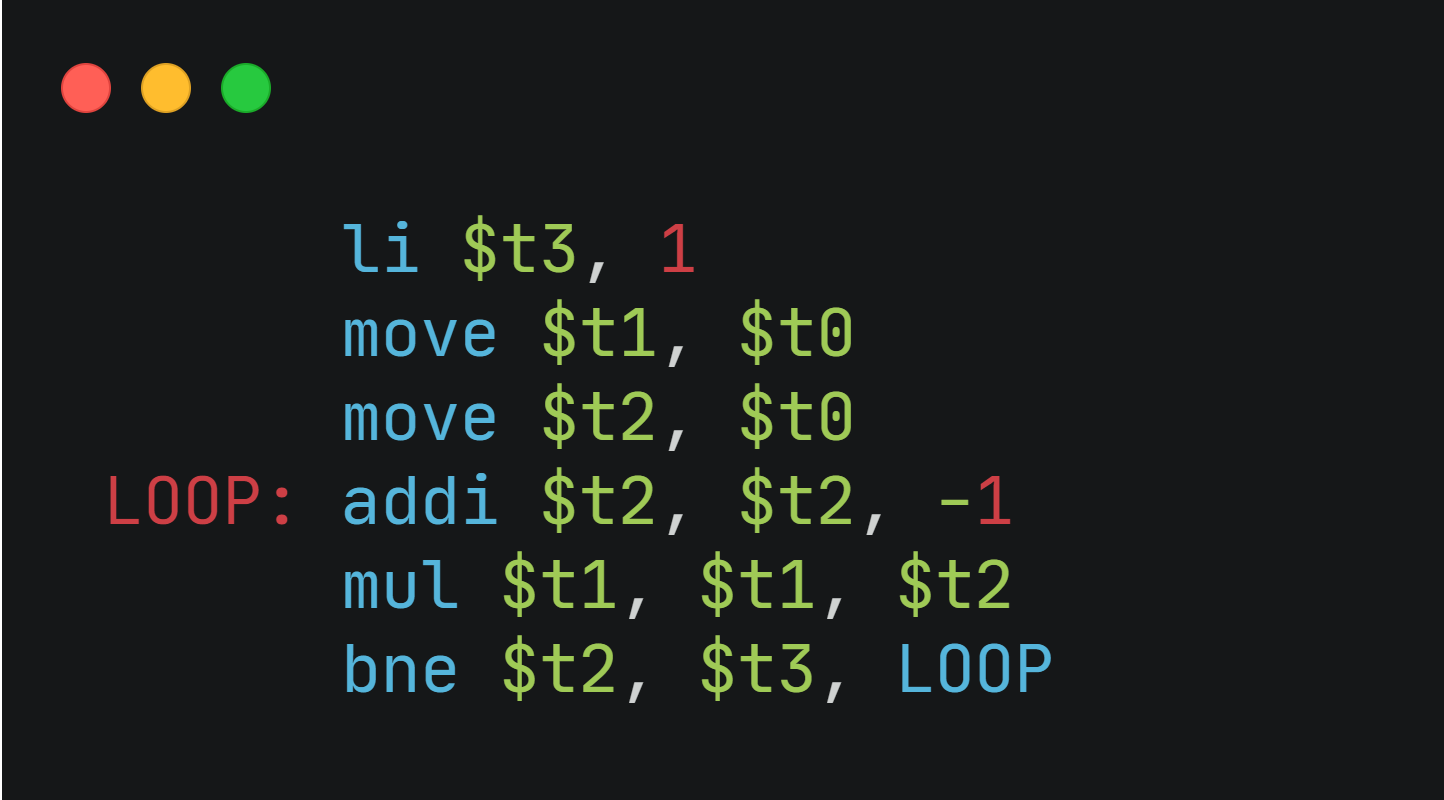 li $t3, 1
move $t1, $t0
move $t2, $t0
LOOP: addi $t2, $t2, -1
mul $t1, $t1, $t2
bne $t2, $t3, LOOP